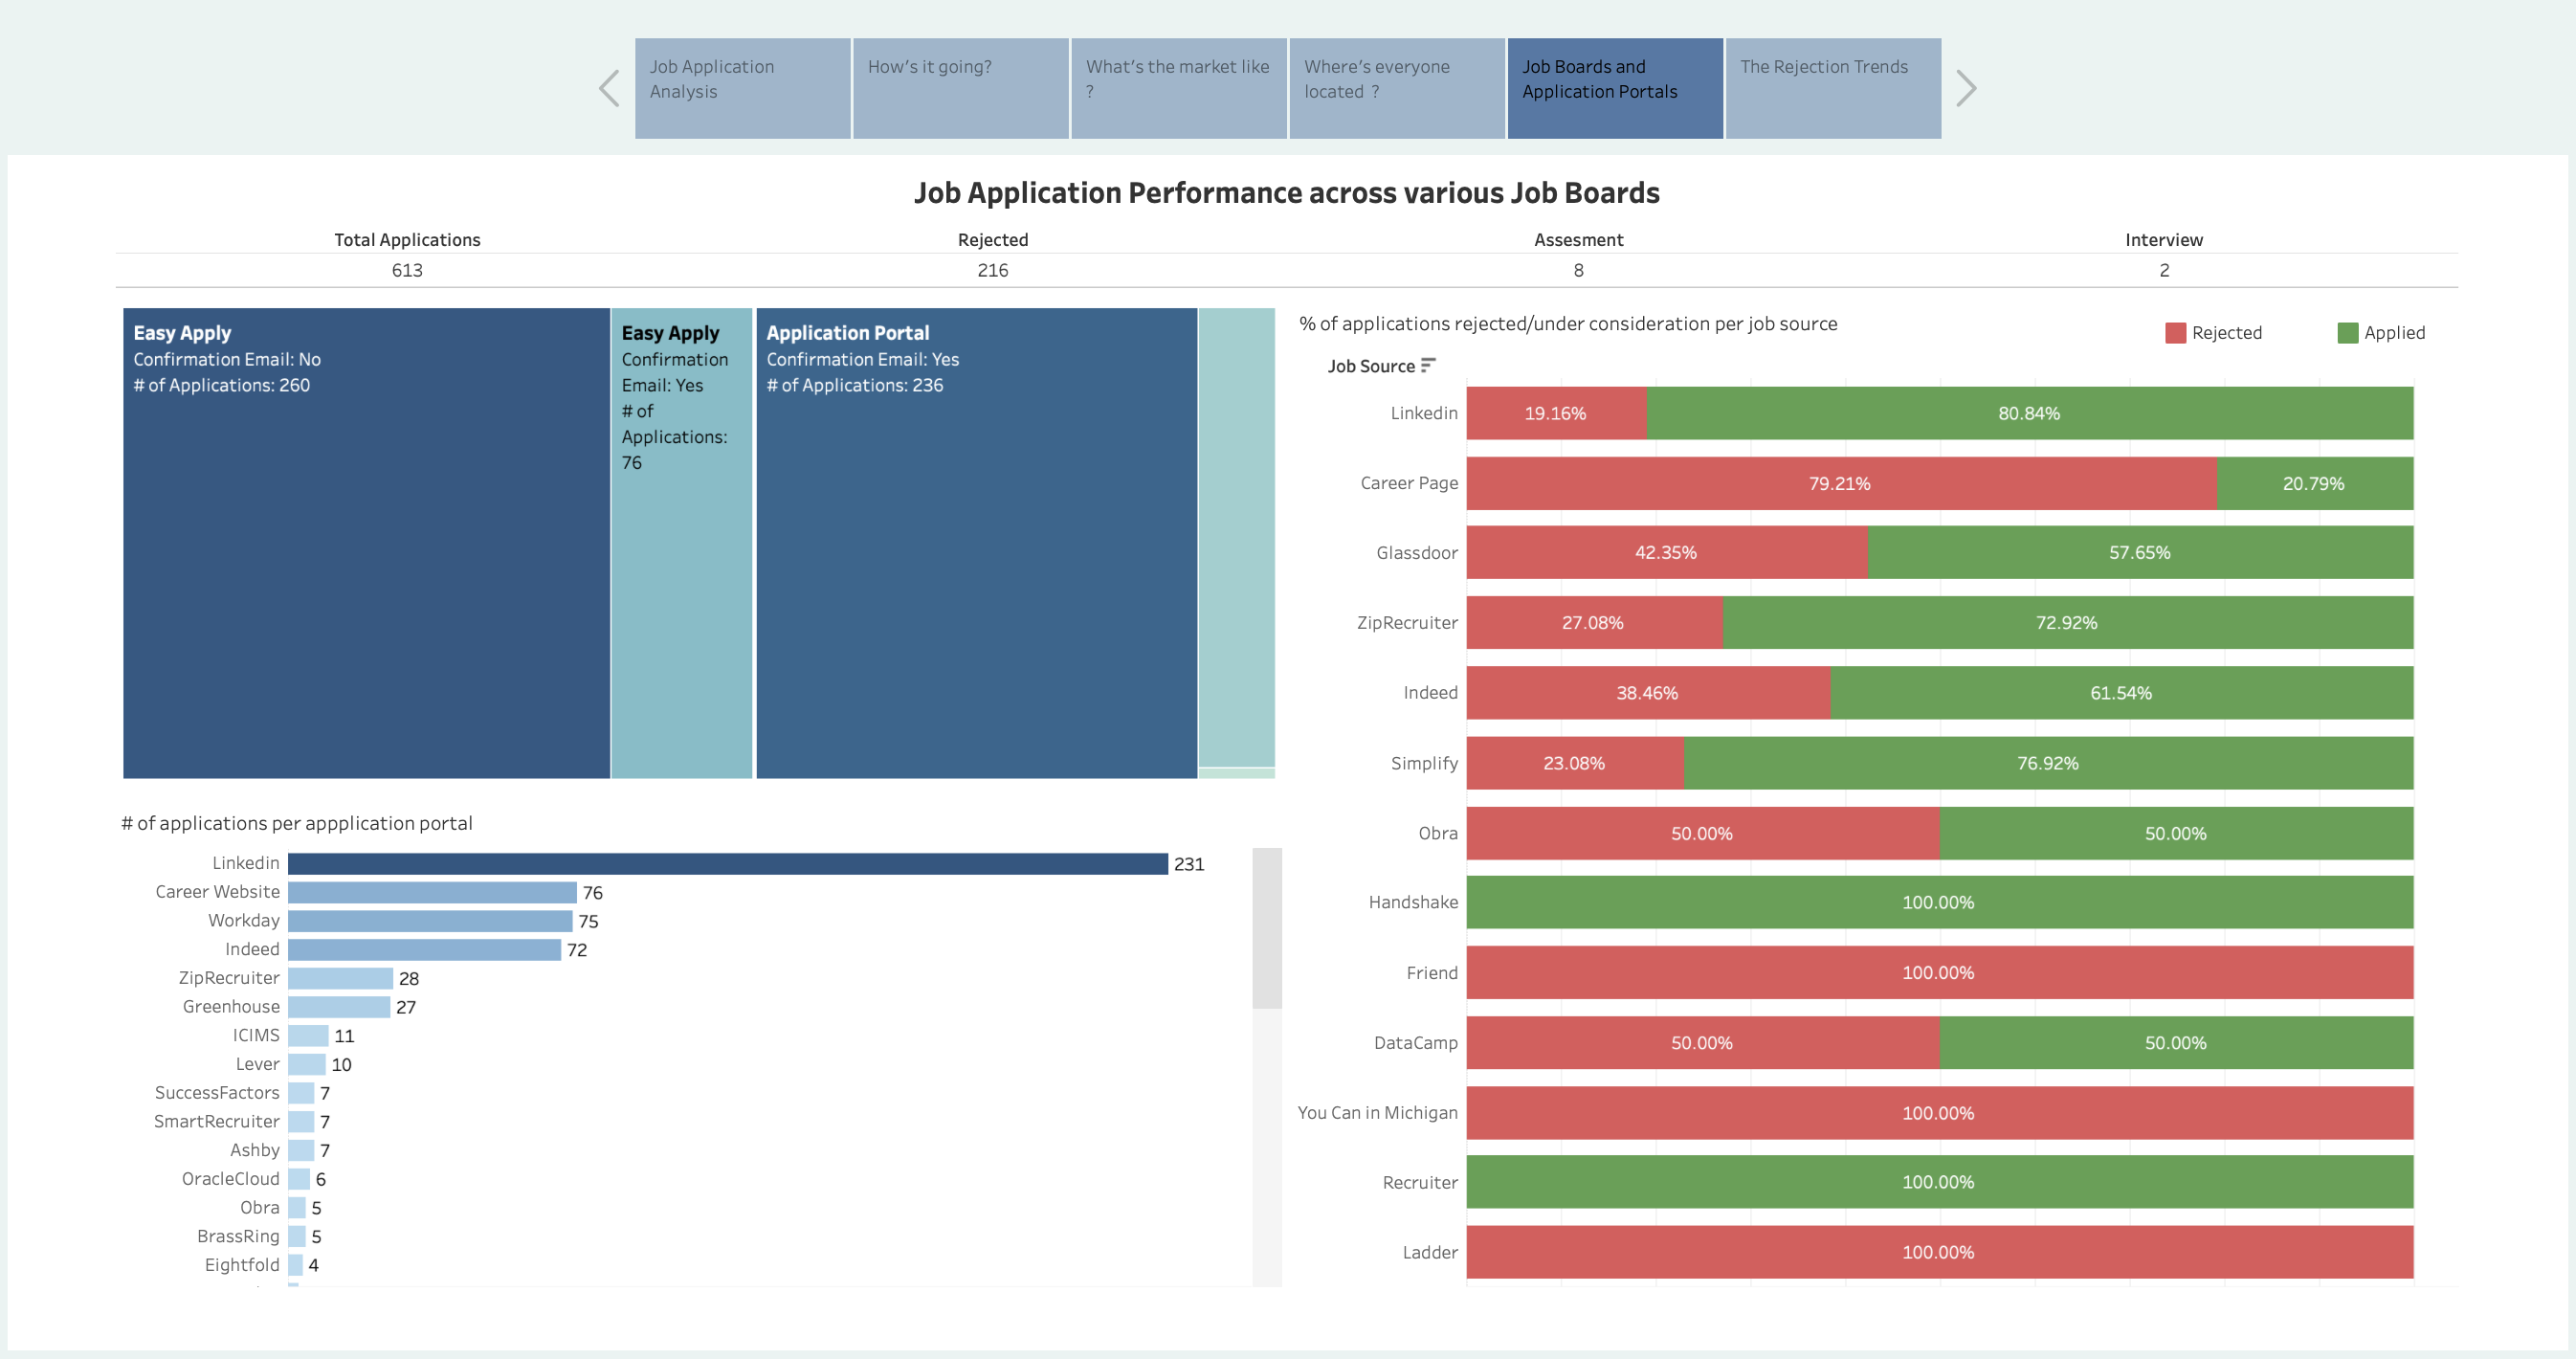 Job Application
Analysis
How's it going?
What's the market like
?
Where's everyone
located ?
Job Boards and
Application Portals
The Rejection Trends
Job Application Performance across various Job Boards
Total Applications
Rejected
Assesment
Interview
613
216
8
2
Easy Apply
Confirmation Email: No
# of Applications: 260
Easy Apply
Confirmation
Email: Yes
# of
Applications:
76
Application Portal
Confirmation Email: Yes
# of Applications: 236
# of applications per appplication portal
Linkedin 231
Career Website 76
Workday 75
Indeed 72
ZipRecruiter 28
Greenhouse 27
ICIMS 11
Lever 10
SuccessFactors 7
SmartRecruiter 7
Ashby 7
OracleCloud 6
Obra 5
BrassRing 5
Eightfold 4
% of applications rejected/under consideration per job source
Rejected
Applied
Job Source
Linkedin 19.16% 80.84%
Career Page 79.21% 20.79%
Glassdoor 42.35% 57.65%
ZipRecruiter 27.08% 72.92%
Indeed 38.46% 61.54%
Simplify 23.08% 76.92%
Obra 50.00% 50.00%
Handshake 100.00%
Friend 100.00%
DataCamp 50.00% 50.00%
You Can in Michigan 100.00%
Recruiter 100.00%
Ladder 100.00%